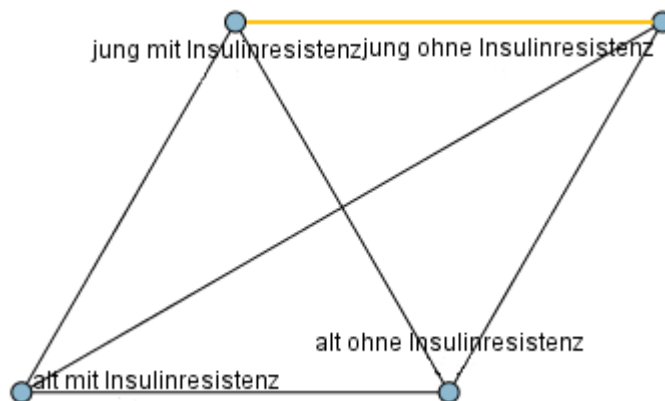 jung mit Insulinresistenz
jung ohne Insulinresistenz
alt ohne Insulinresistenz
alt mit Insulinresistenz